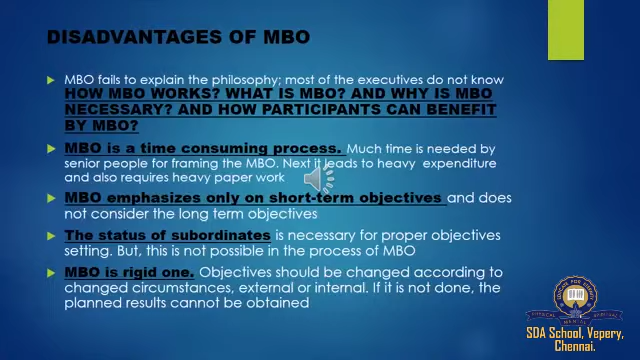 DISADVANTAGES OF MBO
MBO fails to explain the philosophy; most of the executives do not know
HOW MBO WORKS? WHAT IS MBO? AND WHY IS MBO
NECESSARY? AND HOW PARTICIPANTS CAN BENEFIT
BY MBO?
MBO is a time consuming process. Much time is needed by
senior people for framing the MBO. Next it leads to heavy expenditure
and also requires heavy paper work
MBO emphasizes only on short-term objectives and does
not consider the long term objectives
The status of subordinates is necessary for proper objectives
setting. But, this is not possible in the process of MBO
MBO is rigid one. Objectives should be changed according to
changed circumstances, external or internal. If it is not done, the
planned results cannot be obtained
SDA School, Vepery,
Chennai.